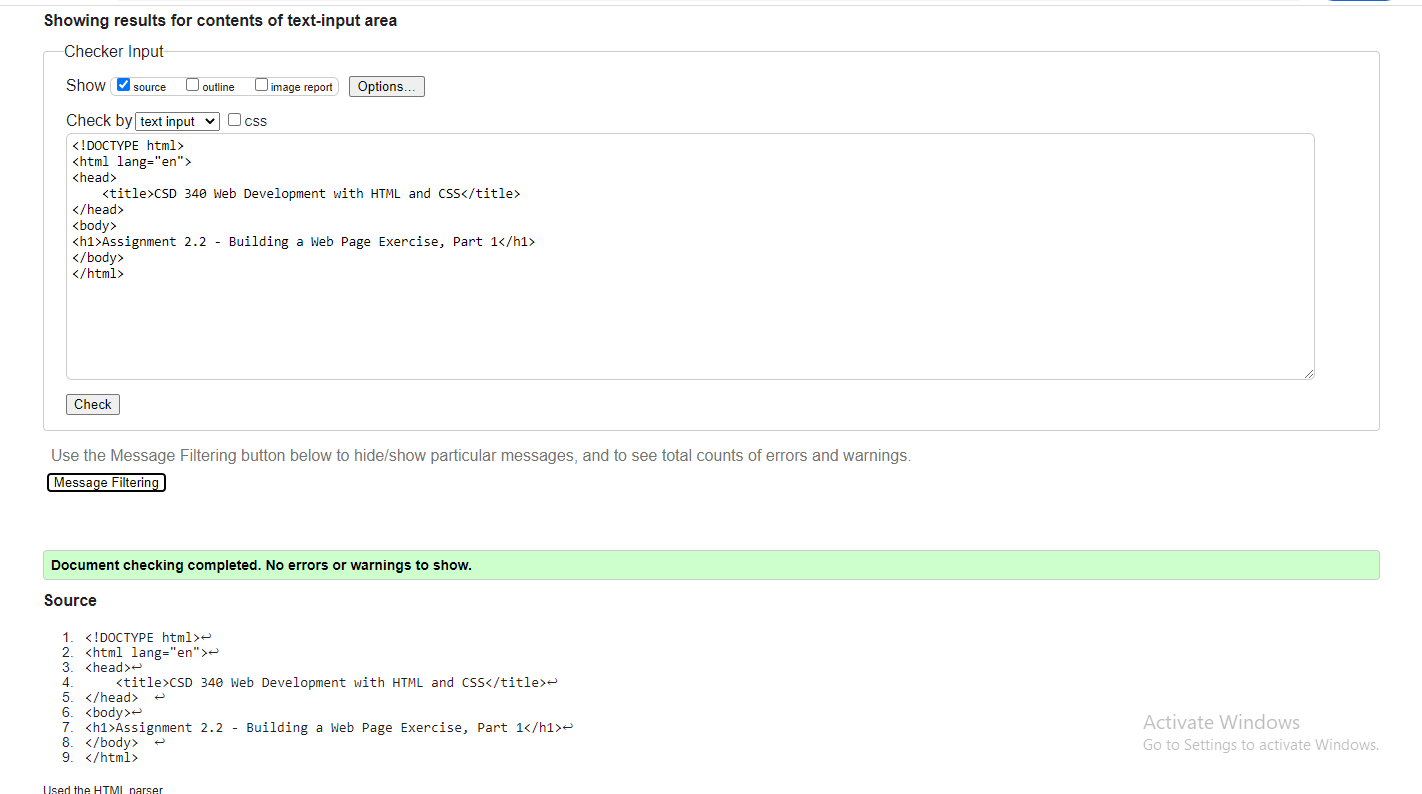 Showing results for contents of text-input area
Checker Input
Show source outline image report Options...
Check by text input css
<!DOCTYPE html>
<html lang="en">
<head>
    <title>CSD 340 Web Development with HTML and CSS</title>
</head>
<body>
<h1>Assignment 2.2 - Building a Web Page Exercise, Part 1</h1>
</body>
</html>
Check
Use the Message Filtering button below to hide/show particular messages, and to see total counts of errors and warnings.
Message Filtering
Document checking completed. No errors or warnings to show.
Source
1. <!DOCTYPE html>↩
2. <html lang="en">↩
3. <head>↩
4.     <title>CSD 340 Web Development with HTML and CSS</title>↩
5. </head>  ↩
6. <body>↩
7. <h1>Assignment 2.2 - Building a Web Page Exercise, Part 1</h1>↩
8. </body>  ↩
9. </html>
Activate Windows
Go to Settings to activate Windows.
Used the HTML parser